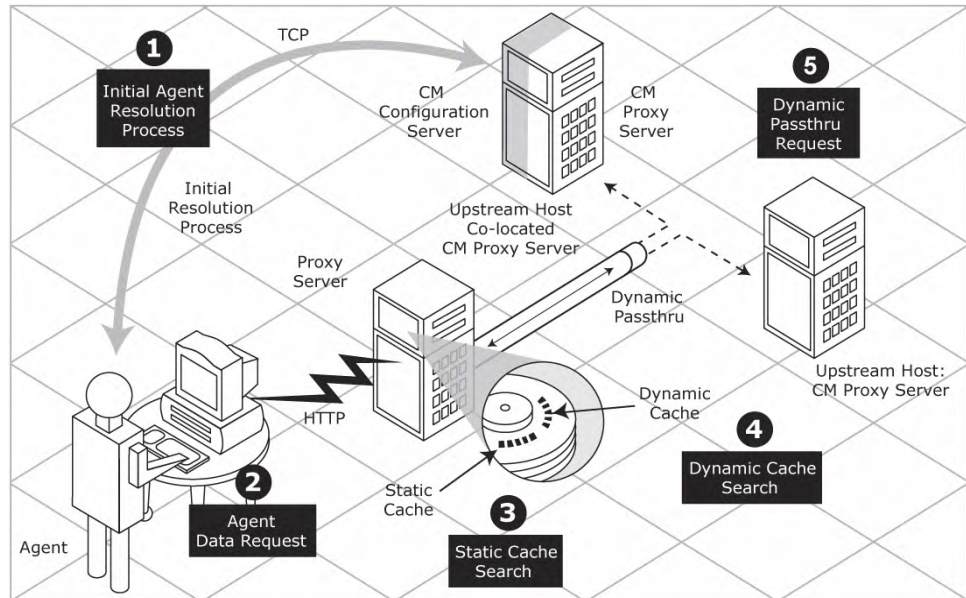 1
Initial Agent
Resolution
Process
TCP
CM
Configuration
Server
CM
Proxy
Server
5
Dynamic
Passthru
Request
Initial
Resolution
Process
Upstream Host
Co-located
CM Proxy Server
Proxy
Server
Dynamic
Passthru
Upstream Host:
CM Proxy Server
HTTP
Dynamic
Cache
4
Dynamic Cache
Search
2
Agent
Data Request
Static
Cache
3
Static Cache
Search
Agent